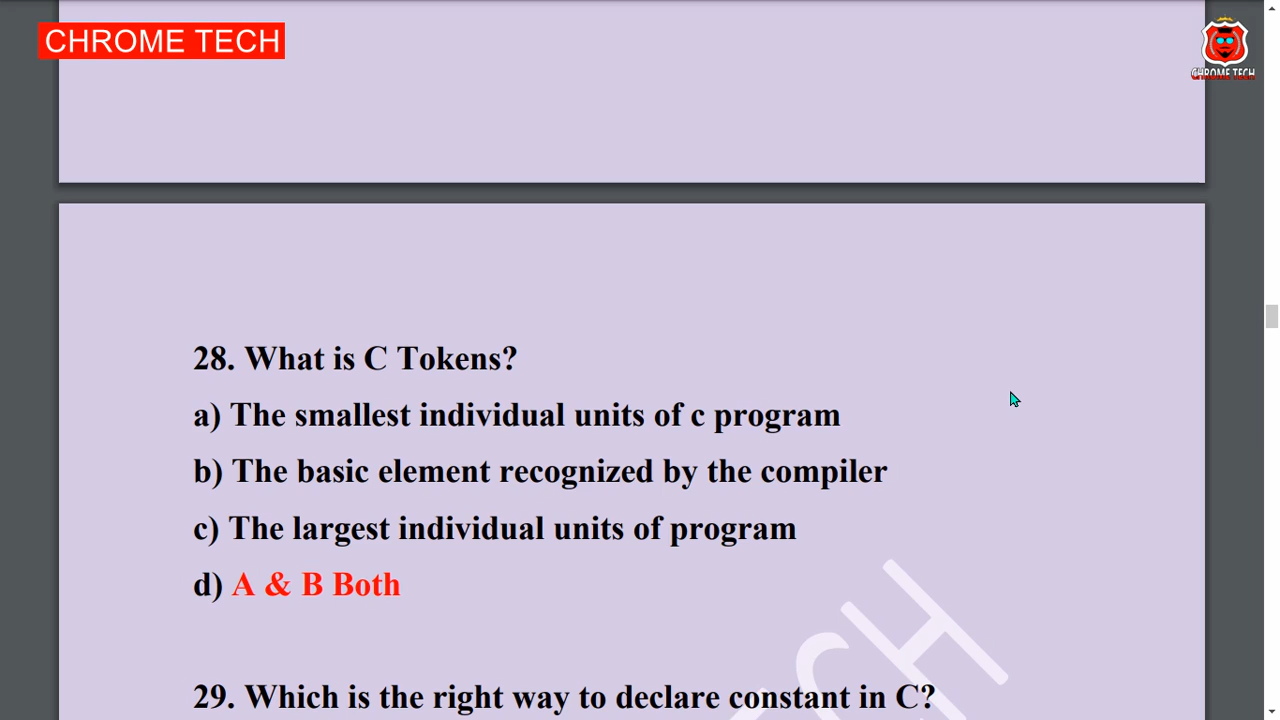 CHROME TECH
CHROME TECH
28. What is C Tokens?
a) The smallest individual units of c program
b) The basic element recognized by the compiler
c) The largest individual units of program
d) A & B Both
TECH
29. Which is the right way to declare constant in C?